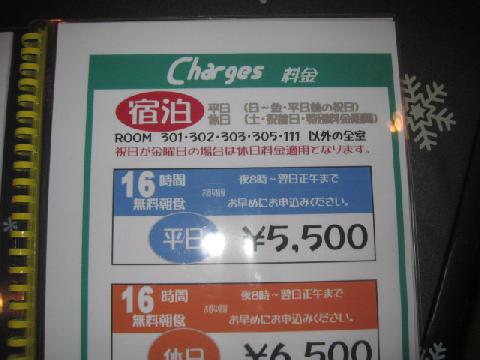 Charges 料金
宿泊 平日 (日~金・平日前の祝日)
休日 (土・祝前日・特別料金期間)
ROOM 301・302・303・305・111 以外の全室
祝日が金曜日の場合は休日料金適用となります。
16時間 夜8時~翌日正午まで
無料朝食 お早めにお申込みください。
平日 ¥5,500
16時間 夜8時~翌日正午まで
無料朝食 お早めにお申込みください。
休日 ¥6,500